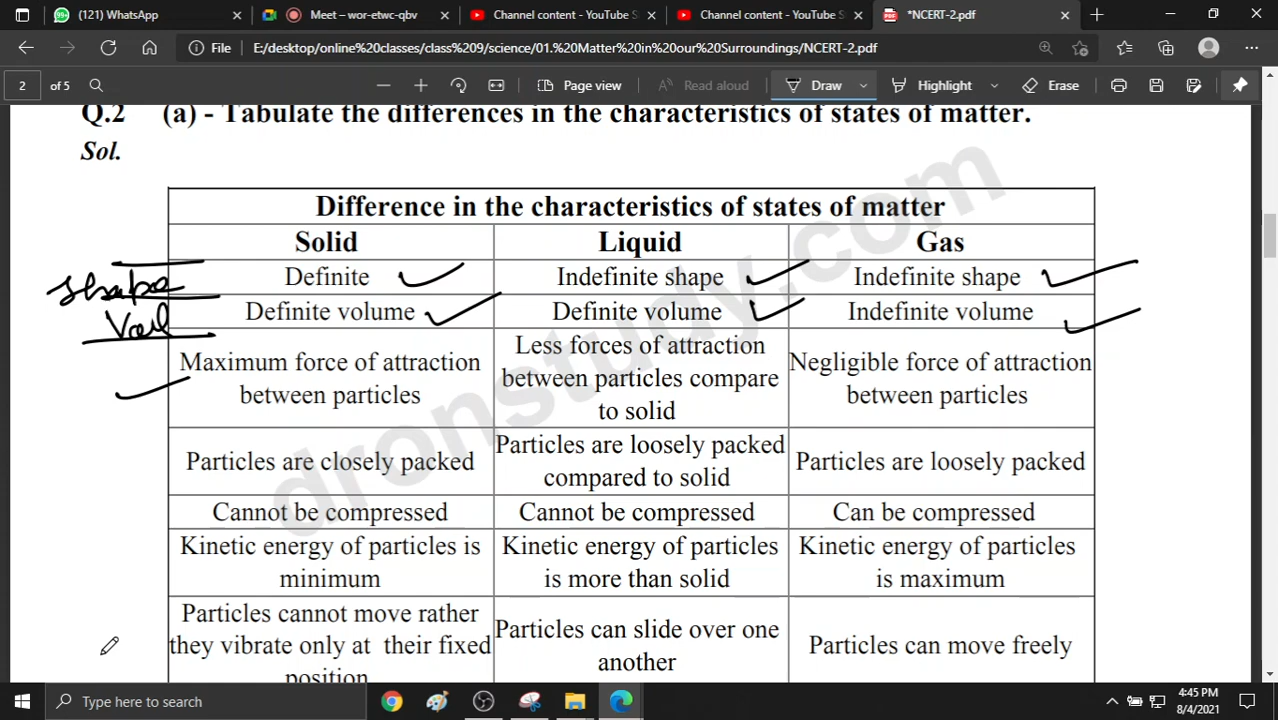 (121) WhatsApp
Meet – wor-etwc-qbv
Channel content - YouTube S
Channel content - YouTube S
*NCERT-2.pdf
File
E:/desktop/online%20classes/class%209/science/01.%20Matter%20in%20our%20Surroundings/NCERT-2.pdf
2 of 5
Page view
Read aloud
Draw
Highlight
Erase
Q.2 (a) - Tabulate the differences in the characteristics of states of matter.
Sol.
Difference in the characteristics of states of matter
Solid Liquid Gas
Shape Definite Indefinite shape Indefinite shape
Definite volume Definite volume Indefinite volume
Maximum force of attraction
between particles
Less forces of attraction
between particles compare
to solid
Negligible force of attraction
between particles
Particles are closely packed
Particles are loosely packed
compared to solid
Particles are loosely packed
Cannot be compressed Cannot be compressed Can be compressed
Kinetic energy of particles is
minimum
Kinetic energy of particles
is more than solid
Kinetic energy of particles
is maximum
Particles cannot move rather
they vibrate only at their fixed
position
Particles can slide over one
another
Particles can move freely
dronstudy.com
Type here to search
4:45 PM
8/4/2021